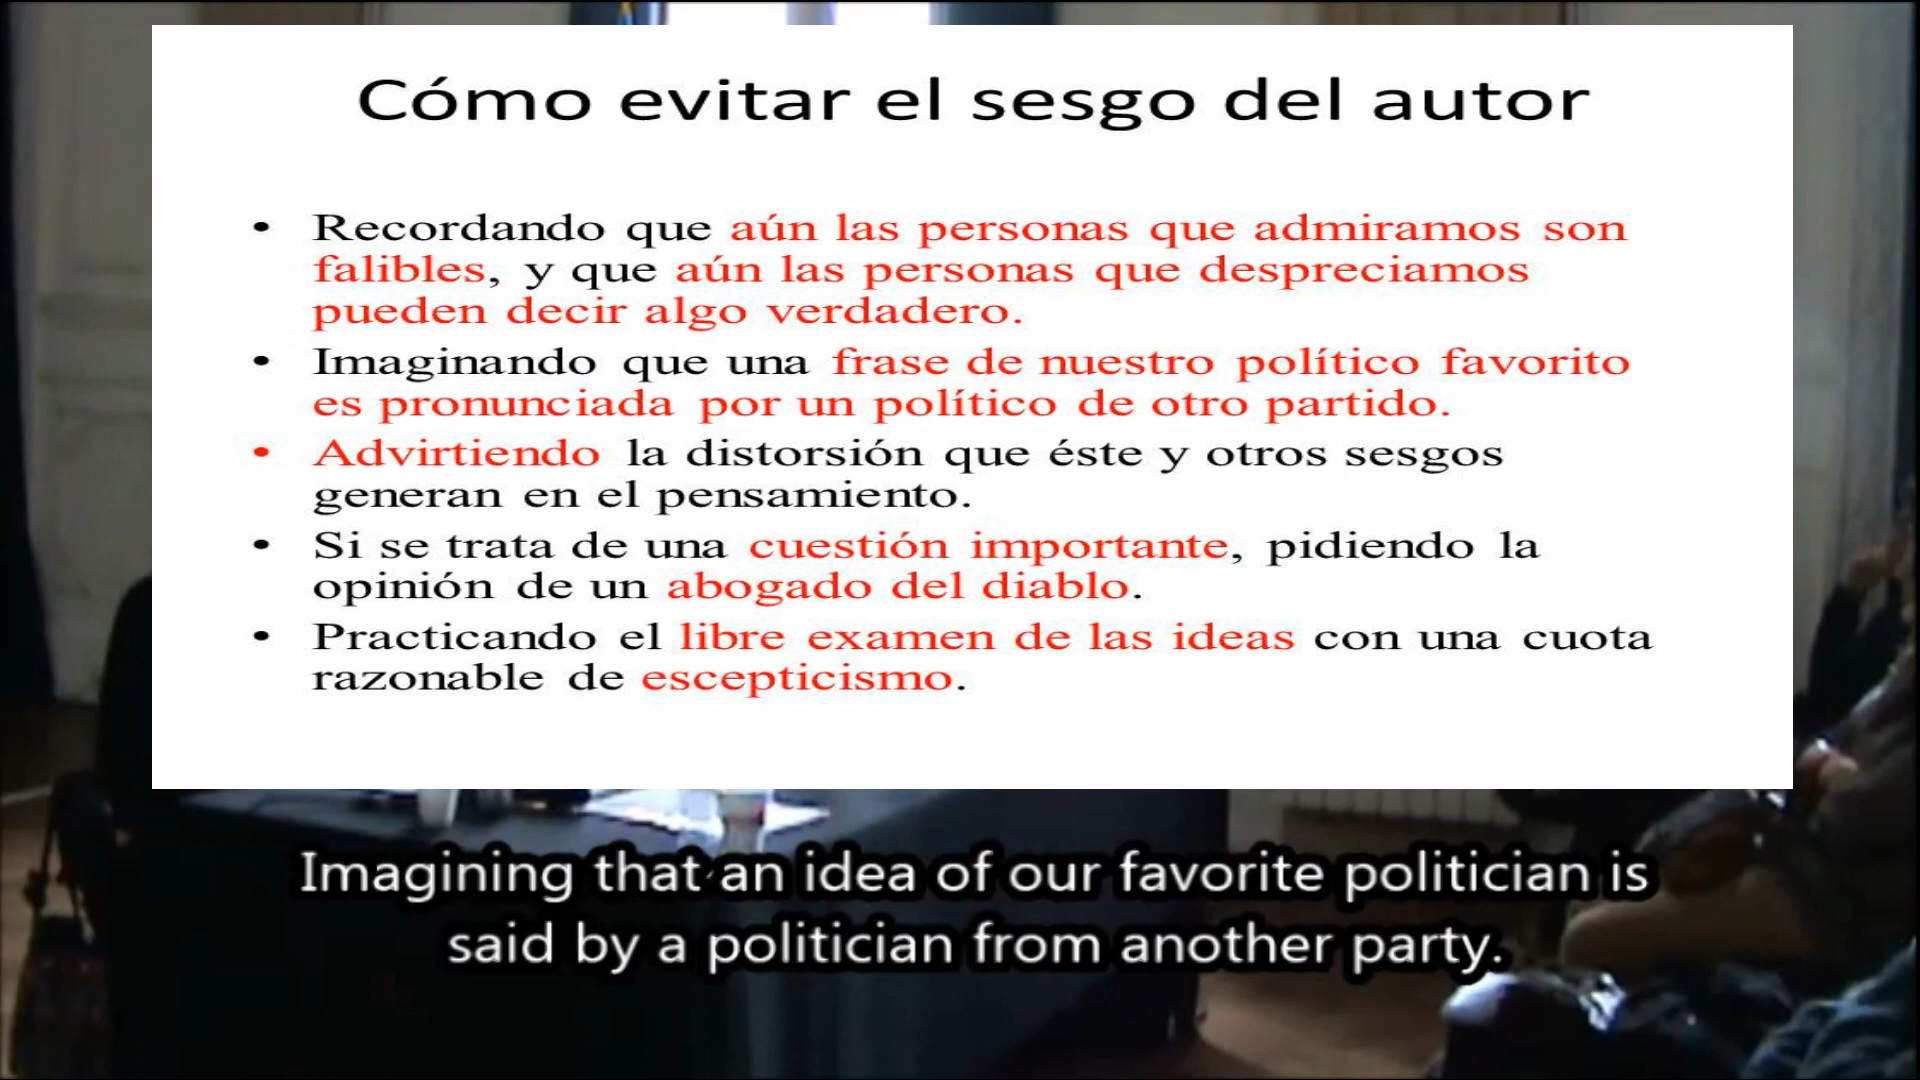 Cómo evitar el sesgo del autor
• Recordando que aún las personas que admiramos son
falibles, y que aún las personas que despreciamos
pueden decir algo verdadero.
• Imaginando que una frase de nuestro político favorito
es pronunciada por un político de otro partido.
• Advirtiendo la distorsión que éste y otros sesgos
generan en el pensamiento.
• Si se trata de una cuestión importante, pidiendo la
opinión de un abogado del diablo.
• Practicando el libre examen de las ideas con una cuota
razonable de escepticismo.
Imagining that an idea of our favorite politician is
said by a politician from another party.